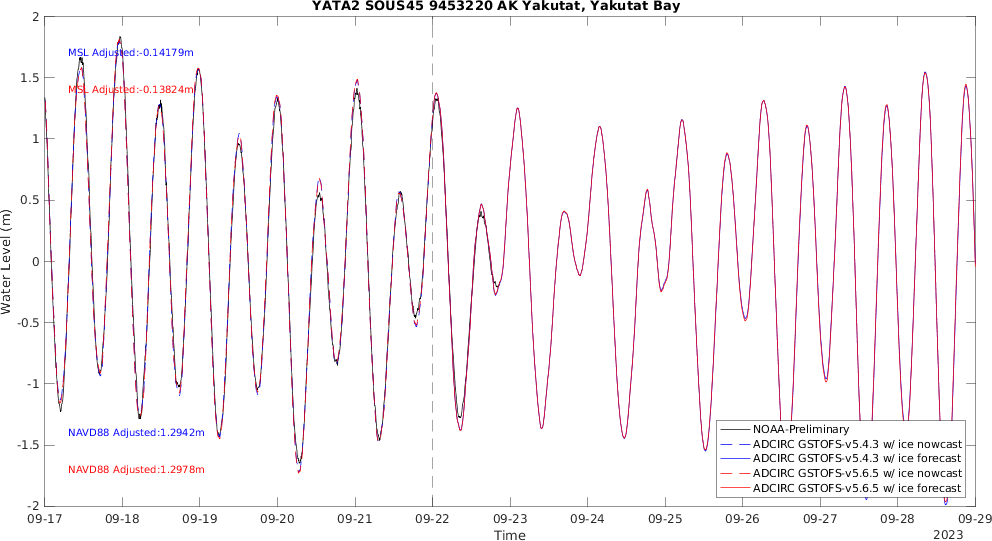 YATA2 SOUS45 9453220 AK Yakutat, Yakutat Bay
2
1.5
1
0.5
0
-0.5
-1
-1.5
-2
Water Level (m)
MSL Adjusted:-0.14179m
MSL Adjusted:-0.13824m
NAVD88 Adjusted:1.2942m
NAVD88 Adjusted:1.2978m
NOAA-Preliminary
ADCIRC GSTOFS-v5.4.3 w/ ice nowcast
ADCIRC GSTOFS-v5.4.3 w/ ice forecast
ADCIRC GSTOFS-v5.6.5 w/ ice nowcast
ADCIRC GSTOFS-v5.6.5 w/ ice forecast
09-17 09-18 09-19 09-20 09-21 09-22 09-23 09-24 09-25 09-26 09-27 09-28 09-29
Time
2023